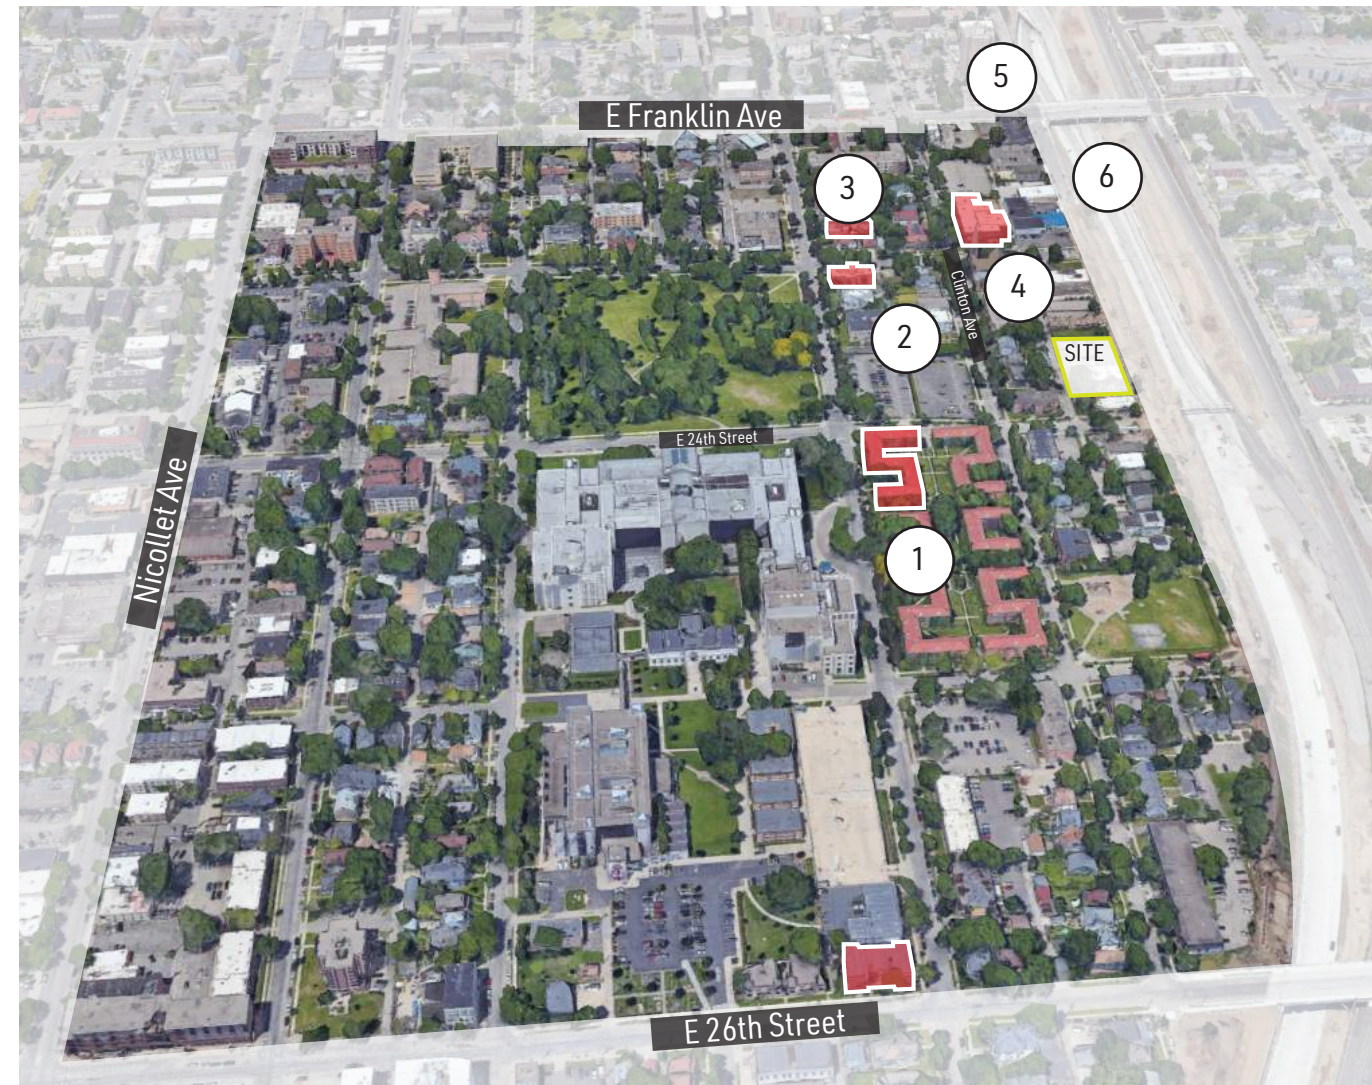 5
E Franklin Ave
6
3
4
Clinton Ave
2
SITE
E 24th Street
Nicollet Ave
1
E 26th Street